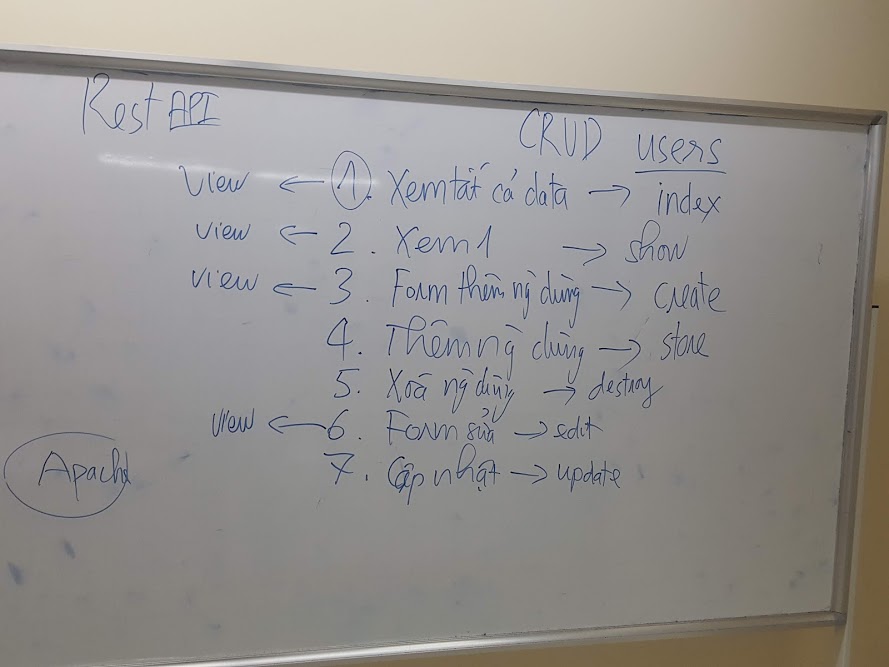 Rest API
CRUD users
view ← 1. Xem tất cả data → index
view ← 2. Xem 1 → show
view ← 3. Form thêm ng dùng → create
4. Thêm ng dùng → store
5. Xoá ng dùng → destroy
view ← 6. Form sửa → edit
7. Cập nhật → update
Apache